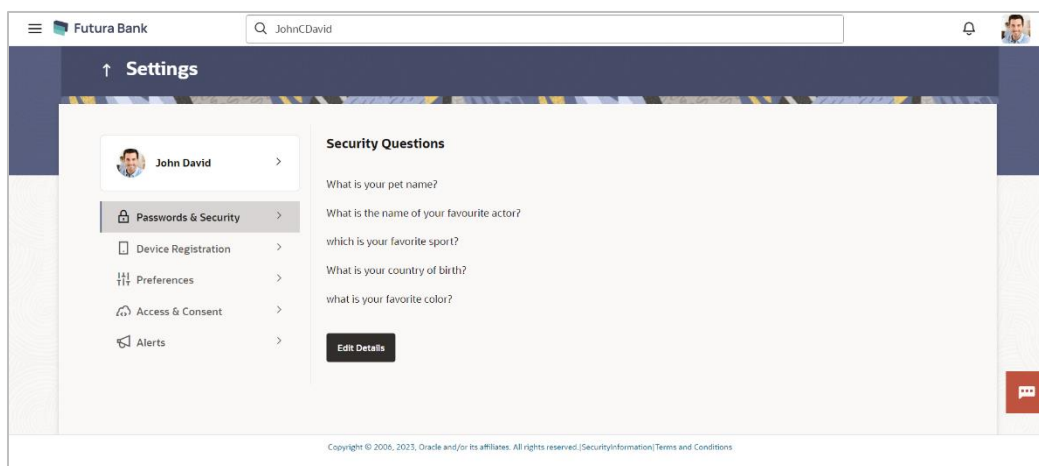 Futura Bank
JohnCDavid
↑ Settings
John David
Passwords & Security
Device Registration
Preferences
Access & Consent
Alerts
Security Questions
What is your pet name?
What is the name of your favourite actor?
which is your favorite sport?
What is your country of birth?
what is your favorite color?
Edit Details
Copyright © 2006, 2023, Oracle and/or its affiliates. All rights reserved.|SecurityInformation|Terms and Conditions